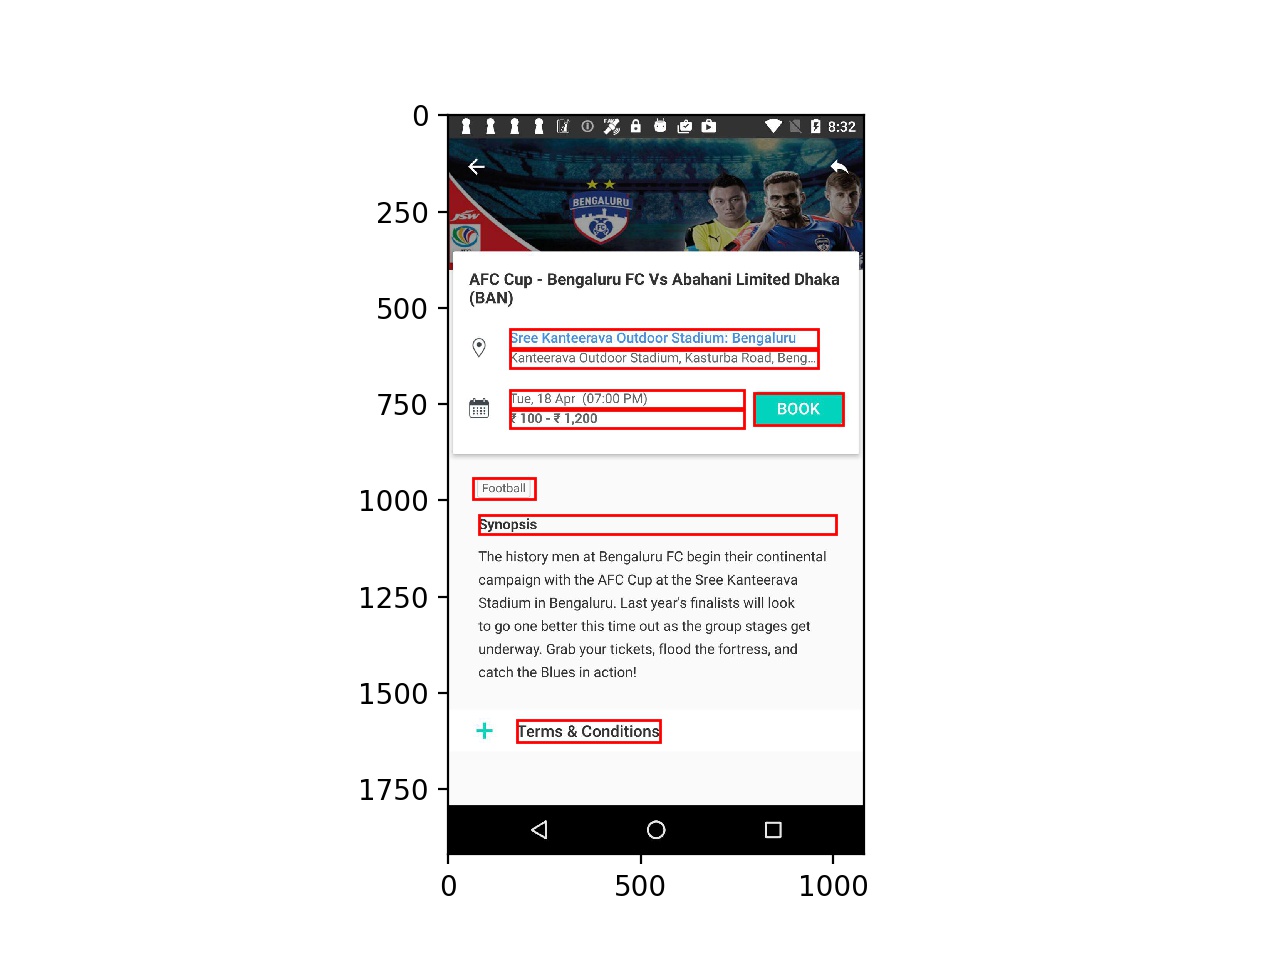 0
250
500
750
1000
1250
1500
1750
0
500
1000
8:32
JSW
BENGALURU
AFC Cup - Bengaluru FC Vs Abahani Limited Dhaka
(BAN)
Sree Kanteerava Outdoor Stadium: Bengaluru
Kanteerava Outdoor Stadium, Kasturba Road, Beng...
Tue, 18 Apr (07:00 PM)
₹ 100 - ₹ 1,200
BOOK
Football
Synopsis
The history men at Bengaluru FC begin their continental
campaign with the AFC Cup at the Sree Kanteerava
Stadium in Bengaluru. Last year's finalists will look
to go one better this time out as the group stages get
underway. Grab your tickets, flood the fortress, and
catch the Blues in action!
Terms & Conditions